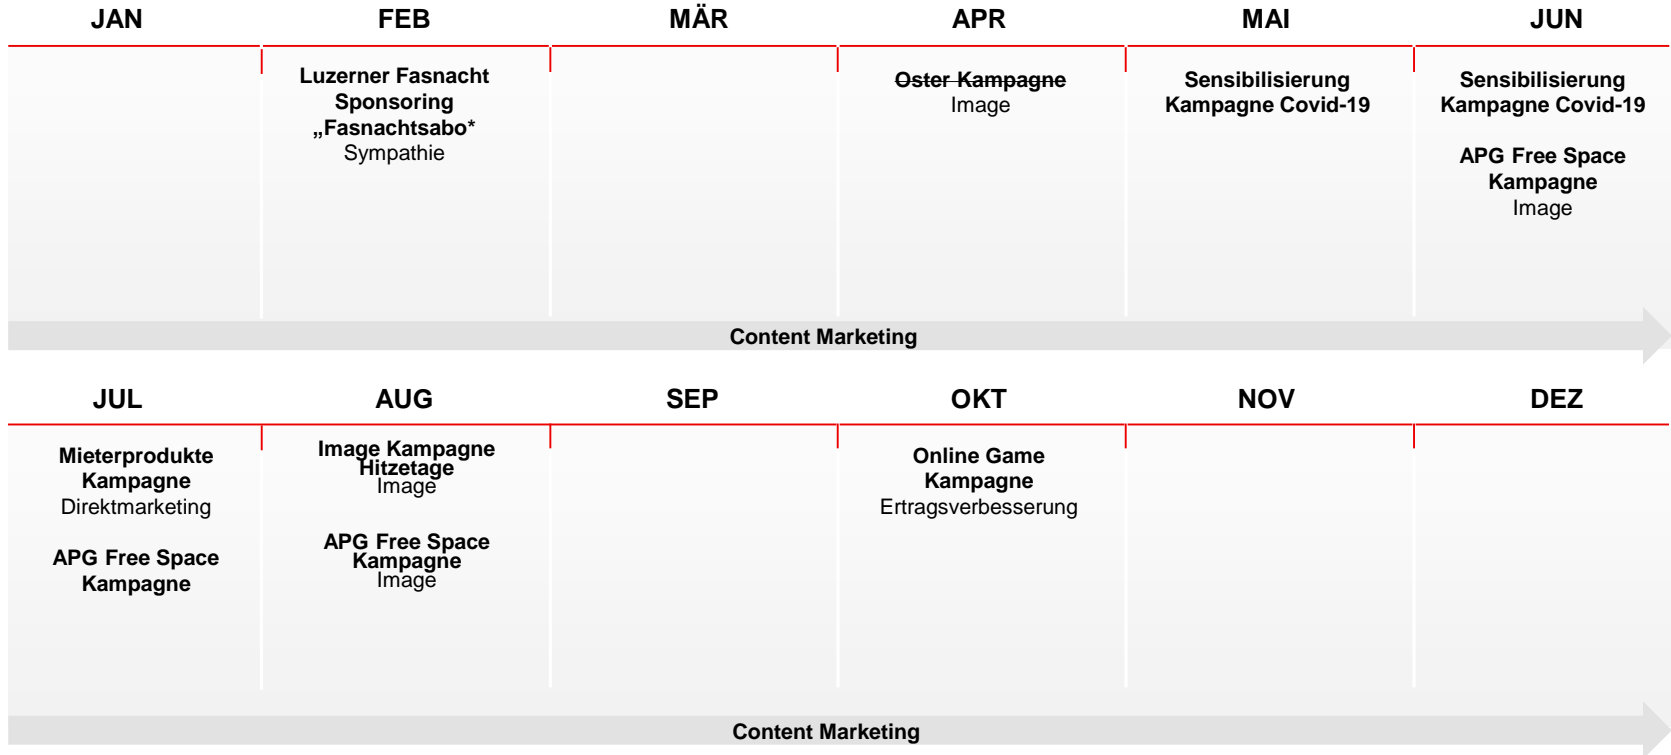 JAN FEB MÄR APR MAI JUN
Luzerner Fasnacht
Sponsoring
„Fasnachtsabo*
Sympathie
Oster Kampagne
Image
Sensibilisierung
Kampagne Covid-19
Sensibilisierung
Kampagne Covid-19
APG Free Space
Kampagne
Image
Content Marketing
JUL AUG SEP OKT NOV DEZ
Mieterprodukte
Kampagne
Direktmarketing
APG Free Space
Kampagne
Image Kampagne
Hitzetage
Image
APG Free Space
Kampagne
Image
Online Game
Kampagne
Ertragsverbesserung
Content Marketing